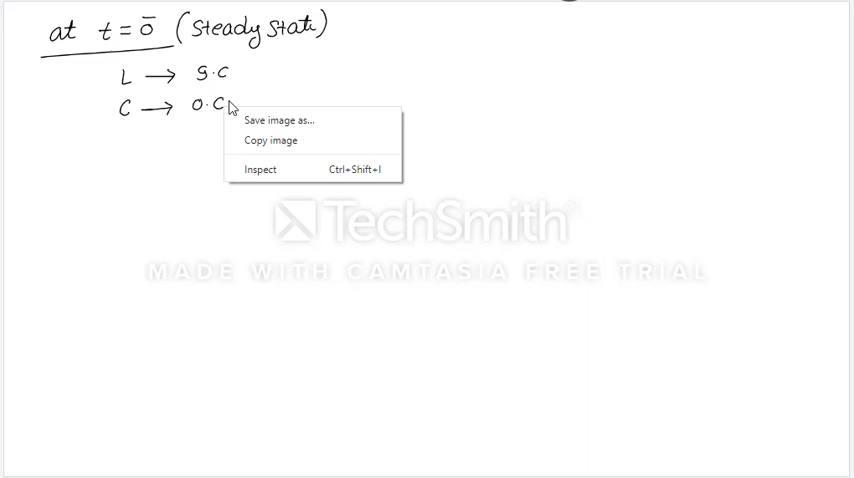 at t = 0̄ (Steady State)
L → S.C
C → O.C
Save image as...
Copy image
Inspect Ctrl+Shift+I
TechSmith®
MADE WITH CAMTASIA FREE TRIAL